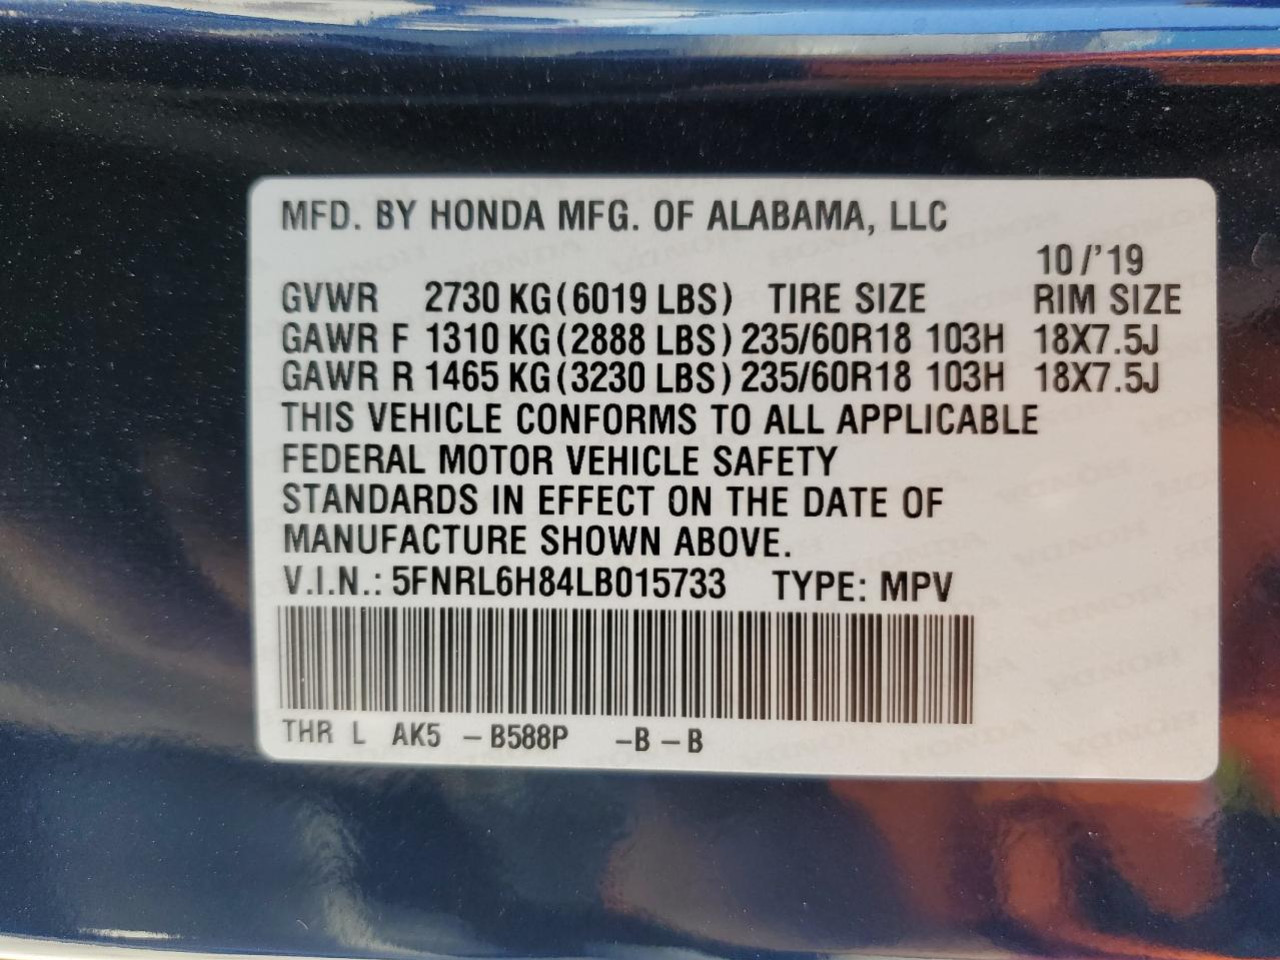 MFD. BY HONDA MFG. OF ALABAMA, LLC
10/'19
GVWR 2730 KG(6019 LBS) TIRE SIZE RIM SIZE
GAWR F 1310 KG(2888 LBS) 235/60R18 103H 18X7.5J
GAWR R 1465 KG(3230 LBS) 235/60R18 103H 18X7.5J
THIS VEHICLE CONFORMS TO ALL APPLICABLE
FEDERAL MOTOR VEHICLE SAFETY
STANDARDS IN EFFECT ON THE DATE OF
MANUFACTURE SHOWN ABOVE.
V.I.N.: 5FNRL6H84LB015733 TYPE: MPV
THR L AK5 -B588P -B-B